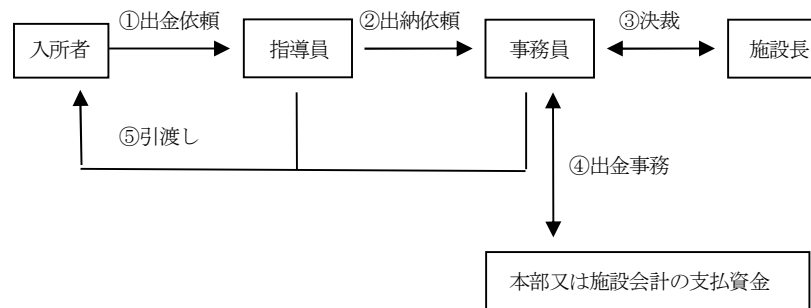 ①出金依頼
②出納依頼
③決裁
入所者
指導員
事務員
施設長
⑤引渡し
④出金事務
本部又は施設会計の支払資金